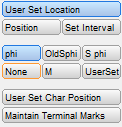 User Set Location
Position Set Interval
phi OldSphi S phi
None M UserSet
User Set Char Position
Maintain Terminal Marks